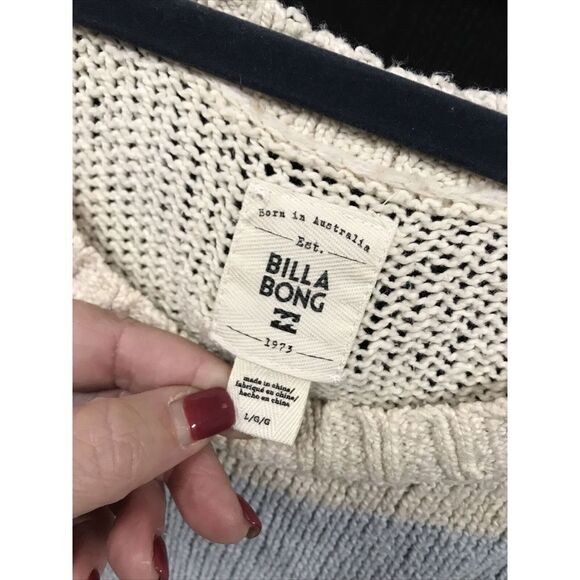 Born in Australia
Est.
BILLA
BONG
1973
made in china/
fabriqué en chine/
hecho en china
L/G/G